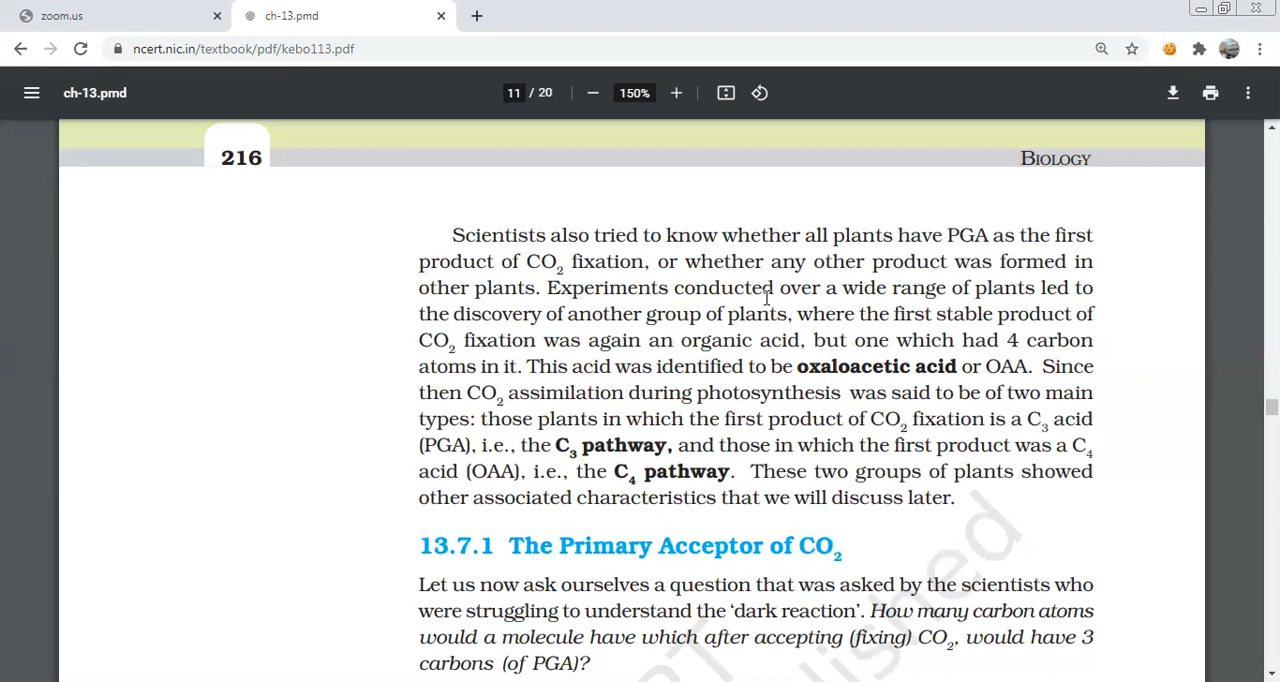 zoom.us
ch-13.pmd
ncert.nic.in/textbook/pdf/kebo113.pdf
ch-13.pmd
11 / 20
150%
216
BIOLOGY
Scientists also tried to know whether all plants have PGA as the first
product of CO₂ fixation, or whether any other product was formed in
other plants. Experiments conducted over a wide range of plants led to
the discovery of another group of plants, where the first stable product of
CO₂ fixation was again an organic acid, but one which had 4 carbon
atoms in it. This acid was identified to be oxaloacetic acid or OAA. Since
then CO₂ assimilation during photosynthesis was said to be of two main
types: those plants in which the first product of CO₂ fixation is a C₃ acid
(PGA), i.e., the C₃ pathway, and those in which the first product was a C₄
acid (OAA), i.e., the C₄ pathway. These two groups of plants showed
other associated characteristics that we will discuss later.
13.7.1 The Primary Acceptor of CO₂
Let us now ask ourselves a question that was asked by the scientists who
were struggling to understand the ‘dark reaction’. How many carbon atoms
would a molecule have which after accepting (fixing) CO₂, would have 3
carbons (of PGA)?